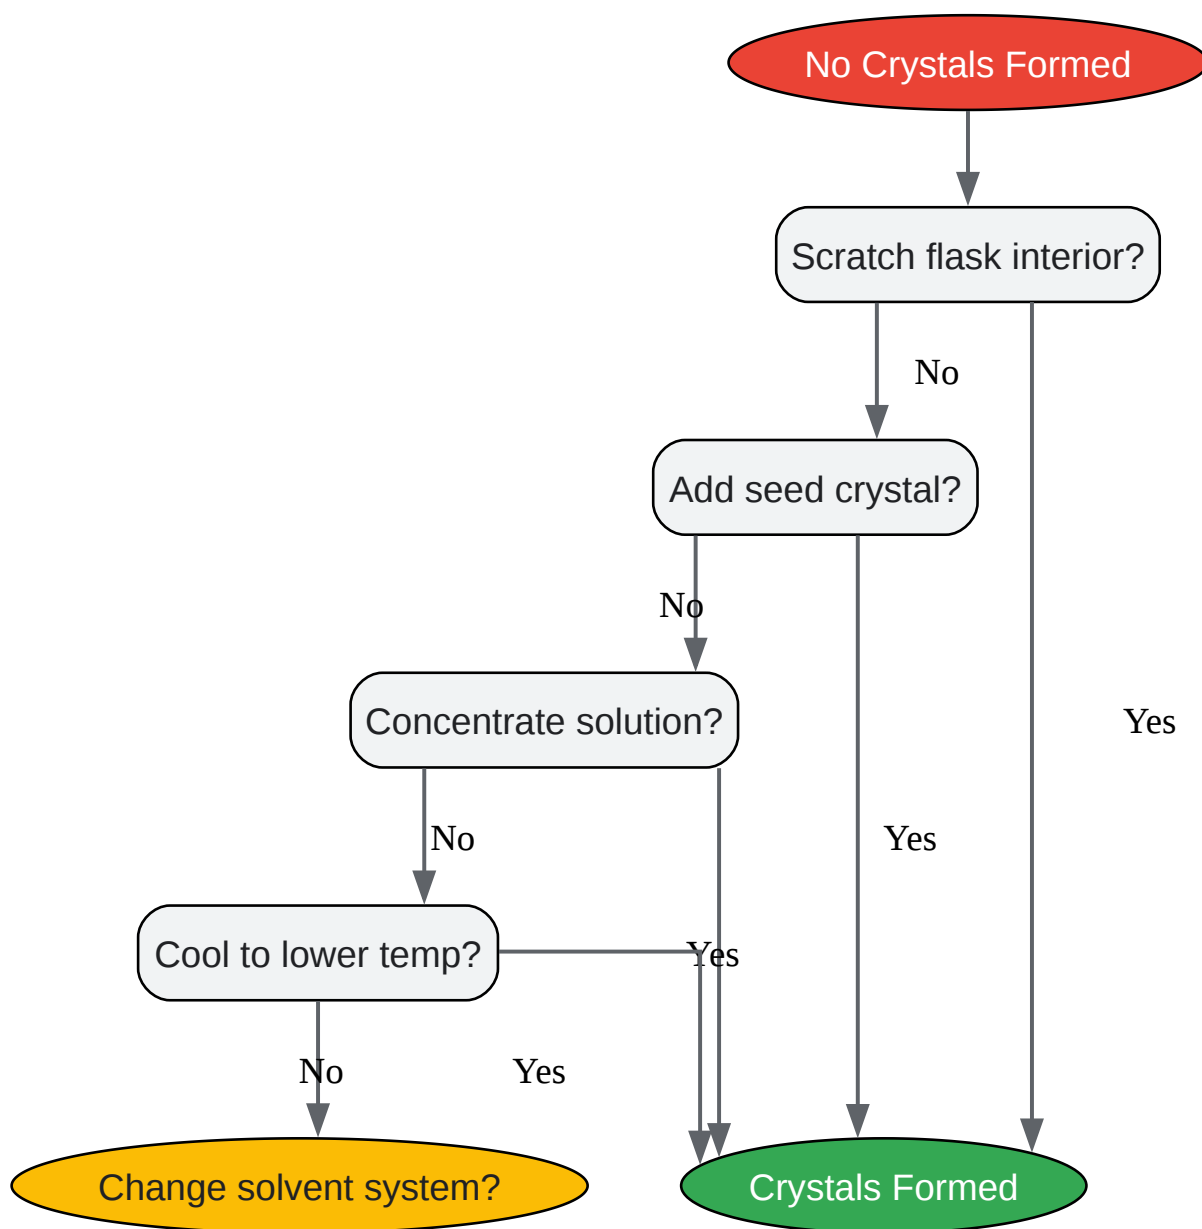 No Crystals Formed
Scratch flask interior?
No
Add seed crystal?
No
Concentrate solution?
Yes
No
Yes
Cool to lower temp?
Yes
No
Yes
Change solvent system?
Crystals Formed